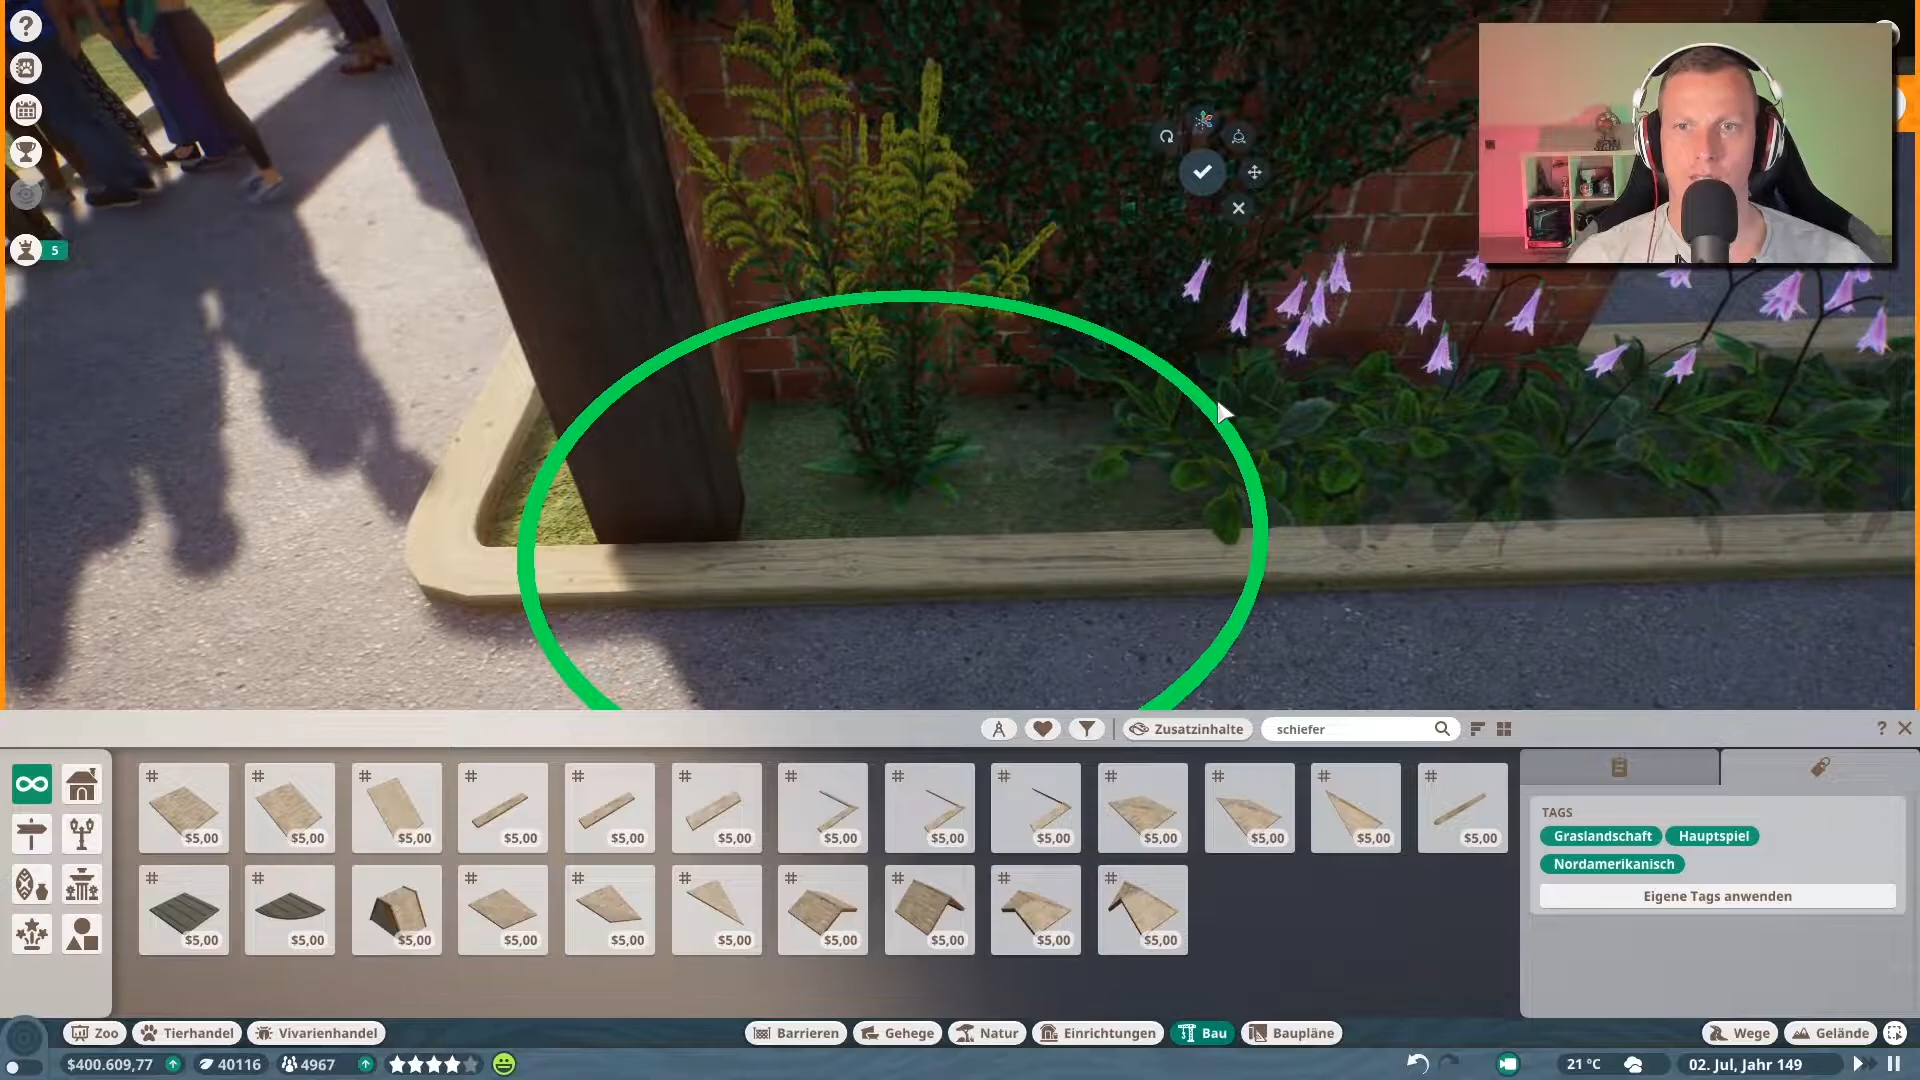 ?
5
Zusatzinhalte
schiefer
?
# # # # # # # # # # # # #
$5,00 $5,00 $5,00 $5,00 $5,00 $5,00 $5,00 $5,00 $5,00 $5,00 $5,00 $5,00 $5,00
# # # # # # # # #
$5,00 $5,00 $5,00 $5,00 $5,00 $5,00 $5,00 $5,00 $5,00 $5,00
TAGS
Graslandschaft Hauptspiel
Nordamerikanisch
Eigene Tags anwenden
Zoo Tierhandel Vivarienhandel Barrieren Gehege Natur Einrichtungen Bau Baupläne Wege Gelände
$400.609,77 40116 4967 21 °C 02. Jul, Jahr 149